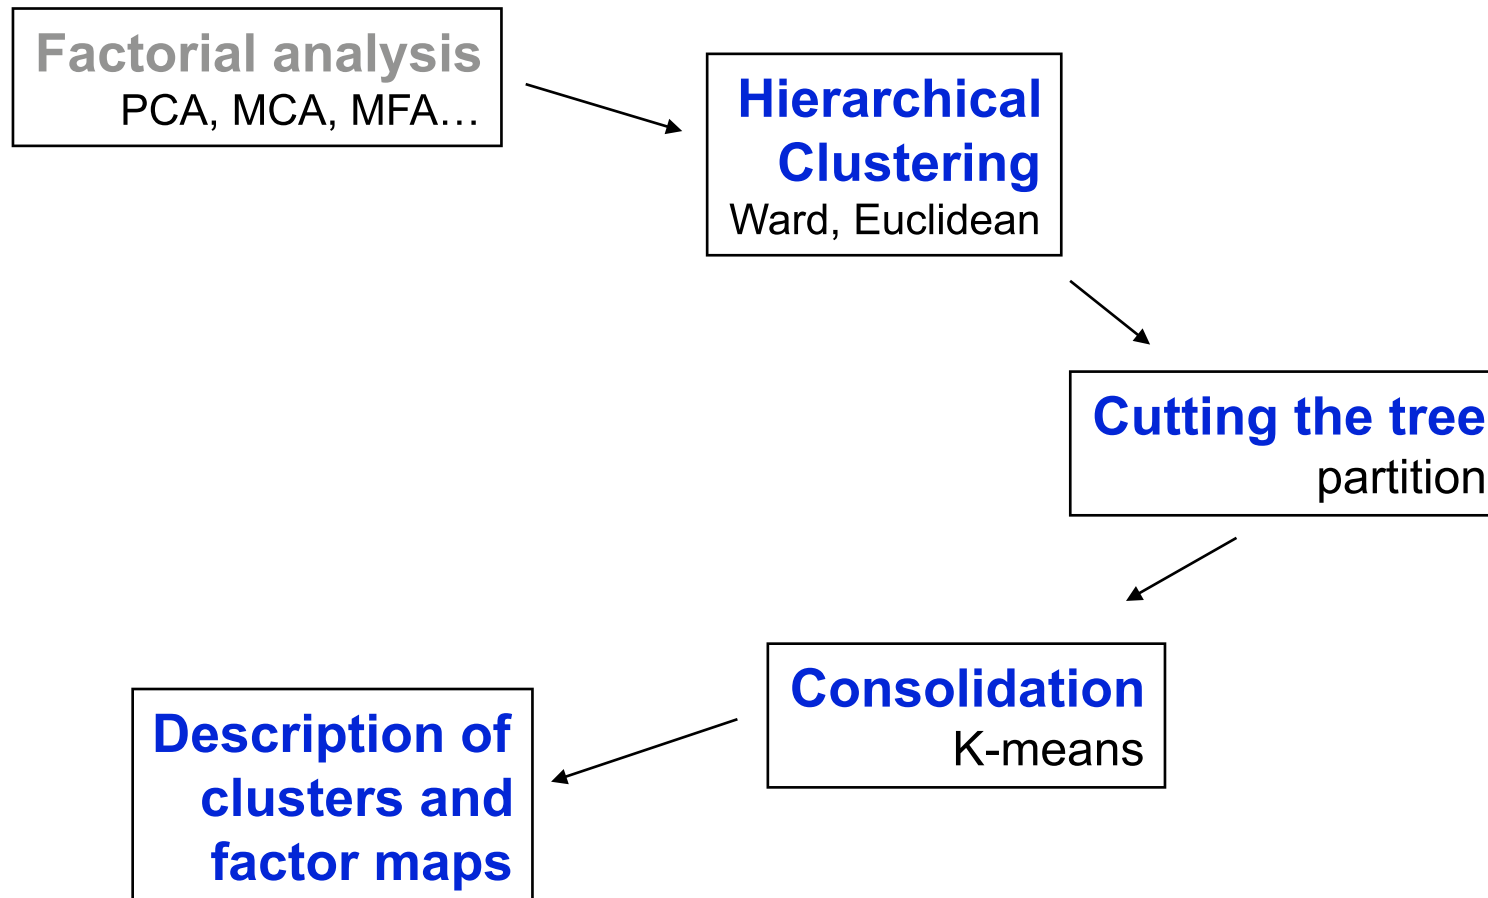 Factorial analysis
PCA, MCA, MFA…
Hierarchical
Clustering
Ward, Euclidean
Cutting the tree
partition
Consolidation
K-means
Description of
clusters and
factor maps